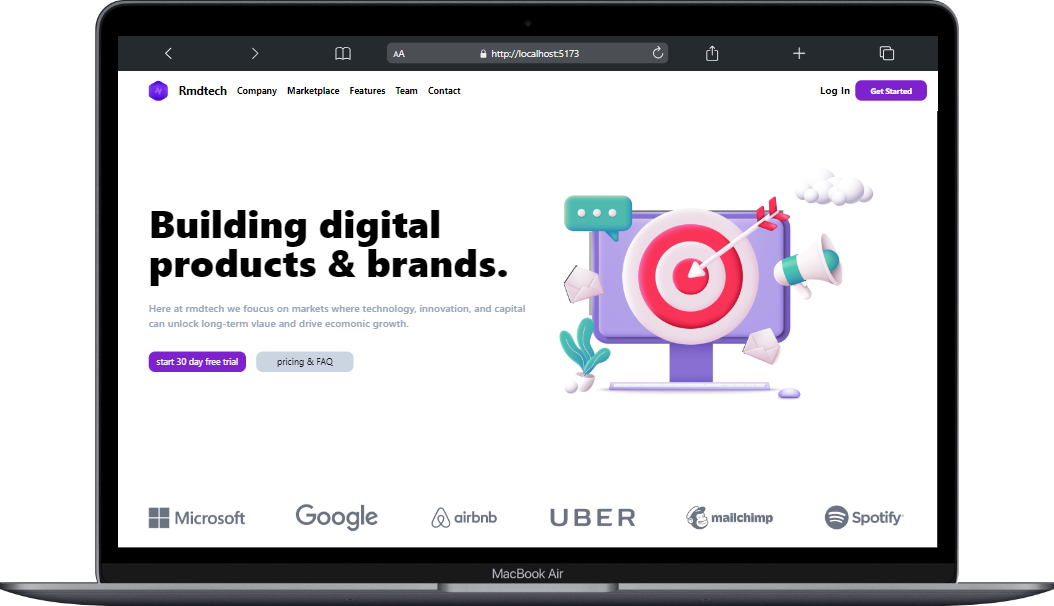 AA
http://localhost:5173
Rmdtech Company Marketplace Features Team Contact Log In Get Started
Building digital
products & brands.
Here at rmdtech we foucus on markets where technology, innovation, and capital
can unlock long-term vlaue and drive ecomonic growth.
start 30 day free trial pricing & FAQ
Microsoft Google airbnb UBER mailchimp Spotify
MacBook Air